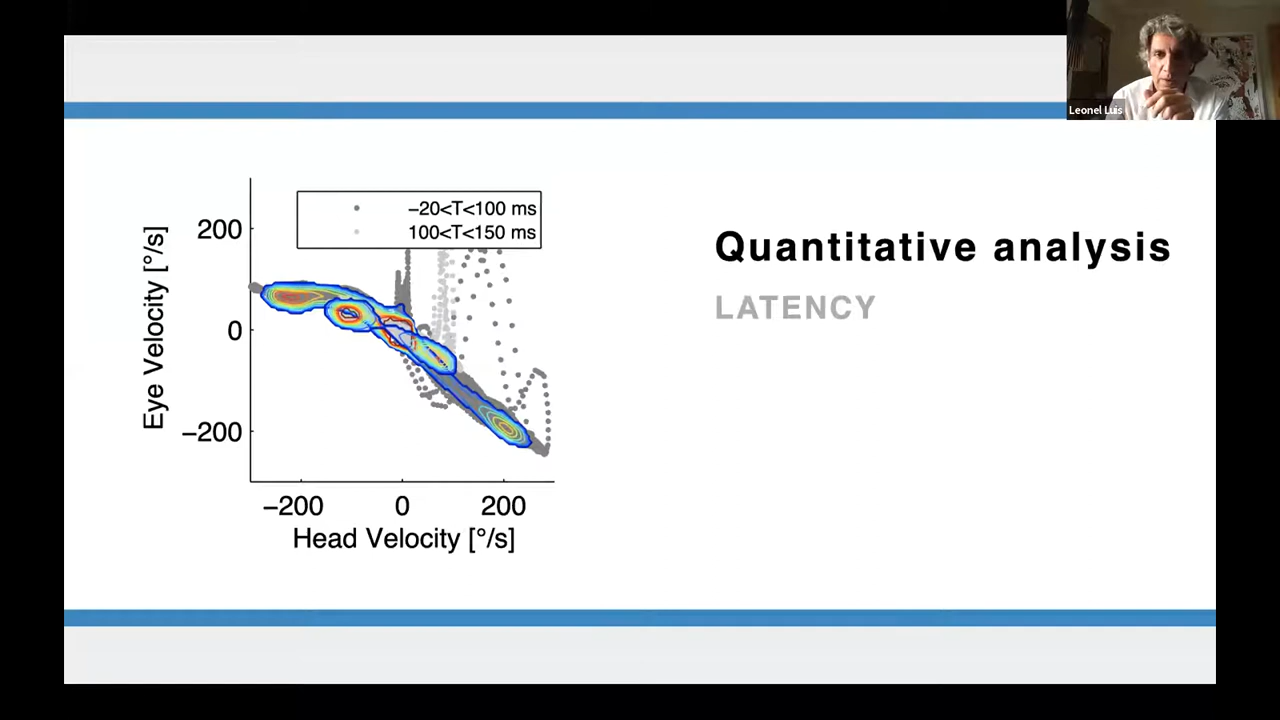 Leonel Luis
−20<T<100 ms
100<T<150 ms
200
0
−200
Eye Velocity [°/s]
−200 0 200
Head Velocity [°/s]
Quantitative analysis
LATENCY